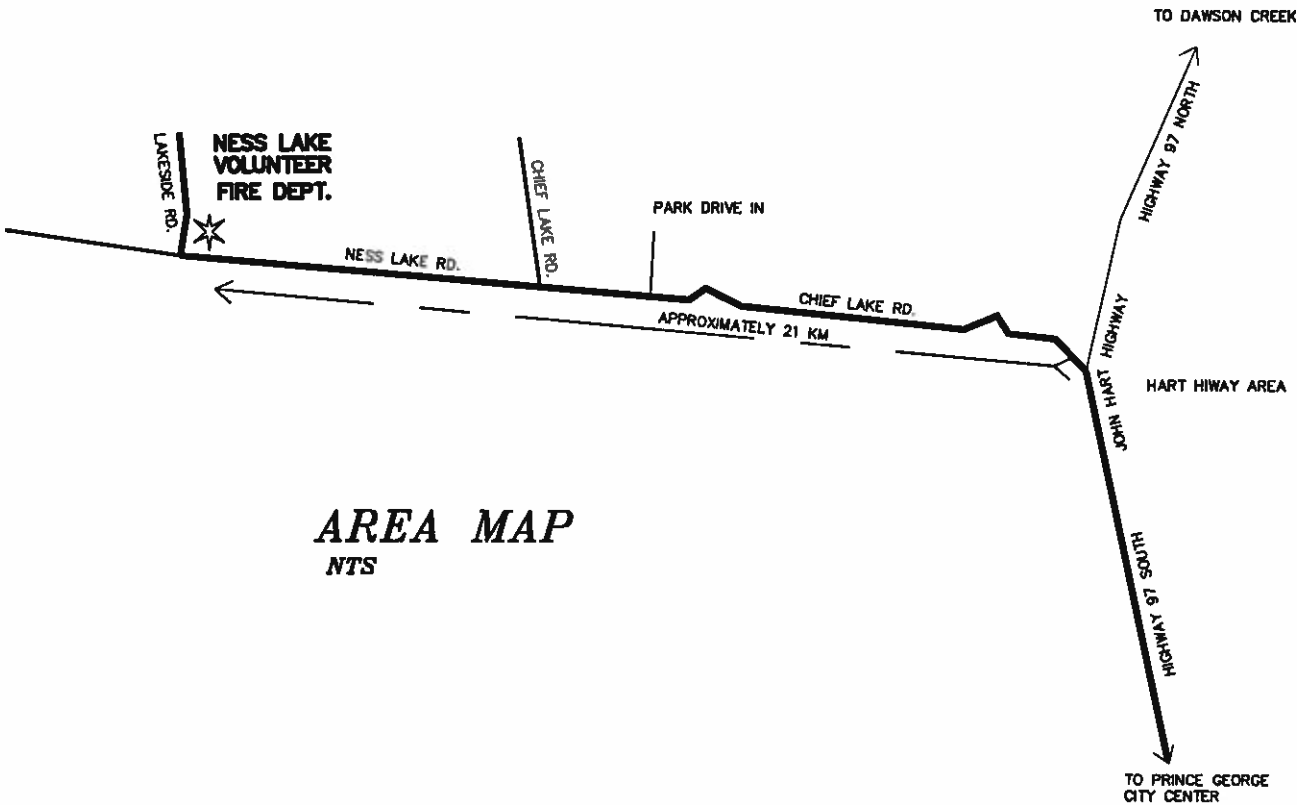 TO DAWSON CREEK
HIGHWAY 97 NORTH
LAKESIDE RD.
NESS LAKE
VOLUNTEER
FIRE DEPT.
CHIEF LAKE RD.
PARK DRIVE IN
NESS LAKE RD.
CHIEF LAKE RD.
APPROXIMATELY 21 KM
JOHN HART HIGHWAY
HART HIWAY AREA
AREA MAP
NTS
HIGHWAY 97 SOUTH
TO PRINCE GEORGE
CITY CENTER